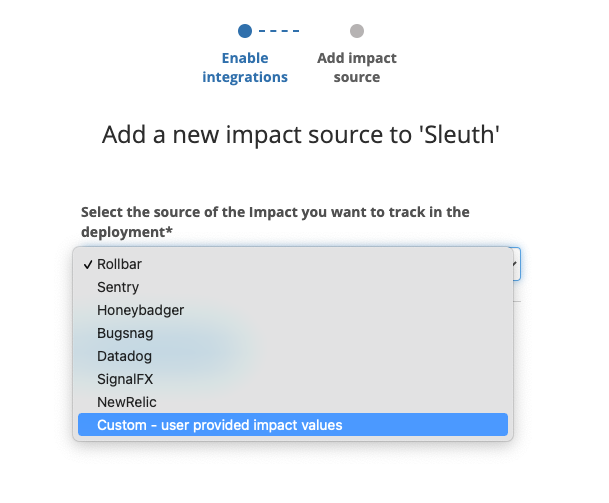 Enable
integrations
Add impact
source
Add a new impact source to 'Sleuth'
Select the source of the Impact you want to track in the
deployment*
✓ Rollbar
Sentry
Honeybadger
Bugsnag
Datadog
SignalFX
NewRelic
Custom - user provided impact values